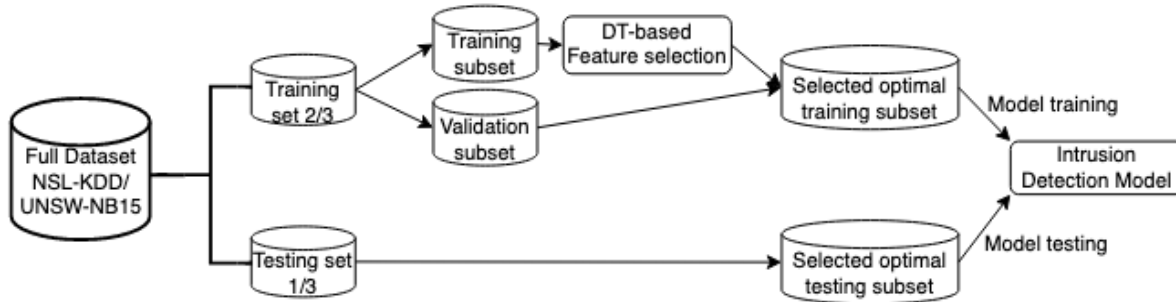 Full Dataset
NSL-KDD/
UNSW-NB15
Training
set 2/3
Training
subset
DT-based
Feature selection
Validation
subset
Selected optimal
training subset
Model training
Intrusion
Detection Model
Testing set
1/3
Selected optimal
testing subset
Model testing